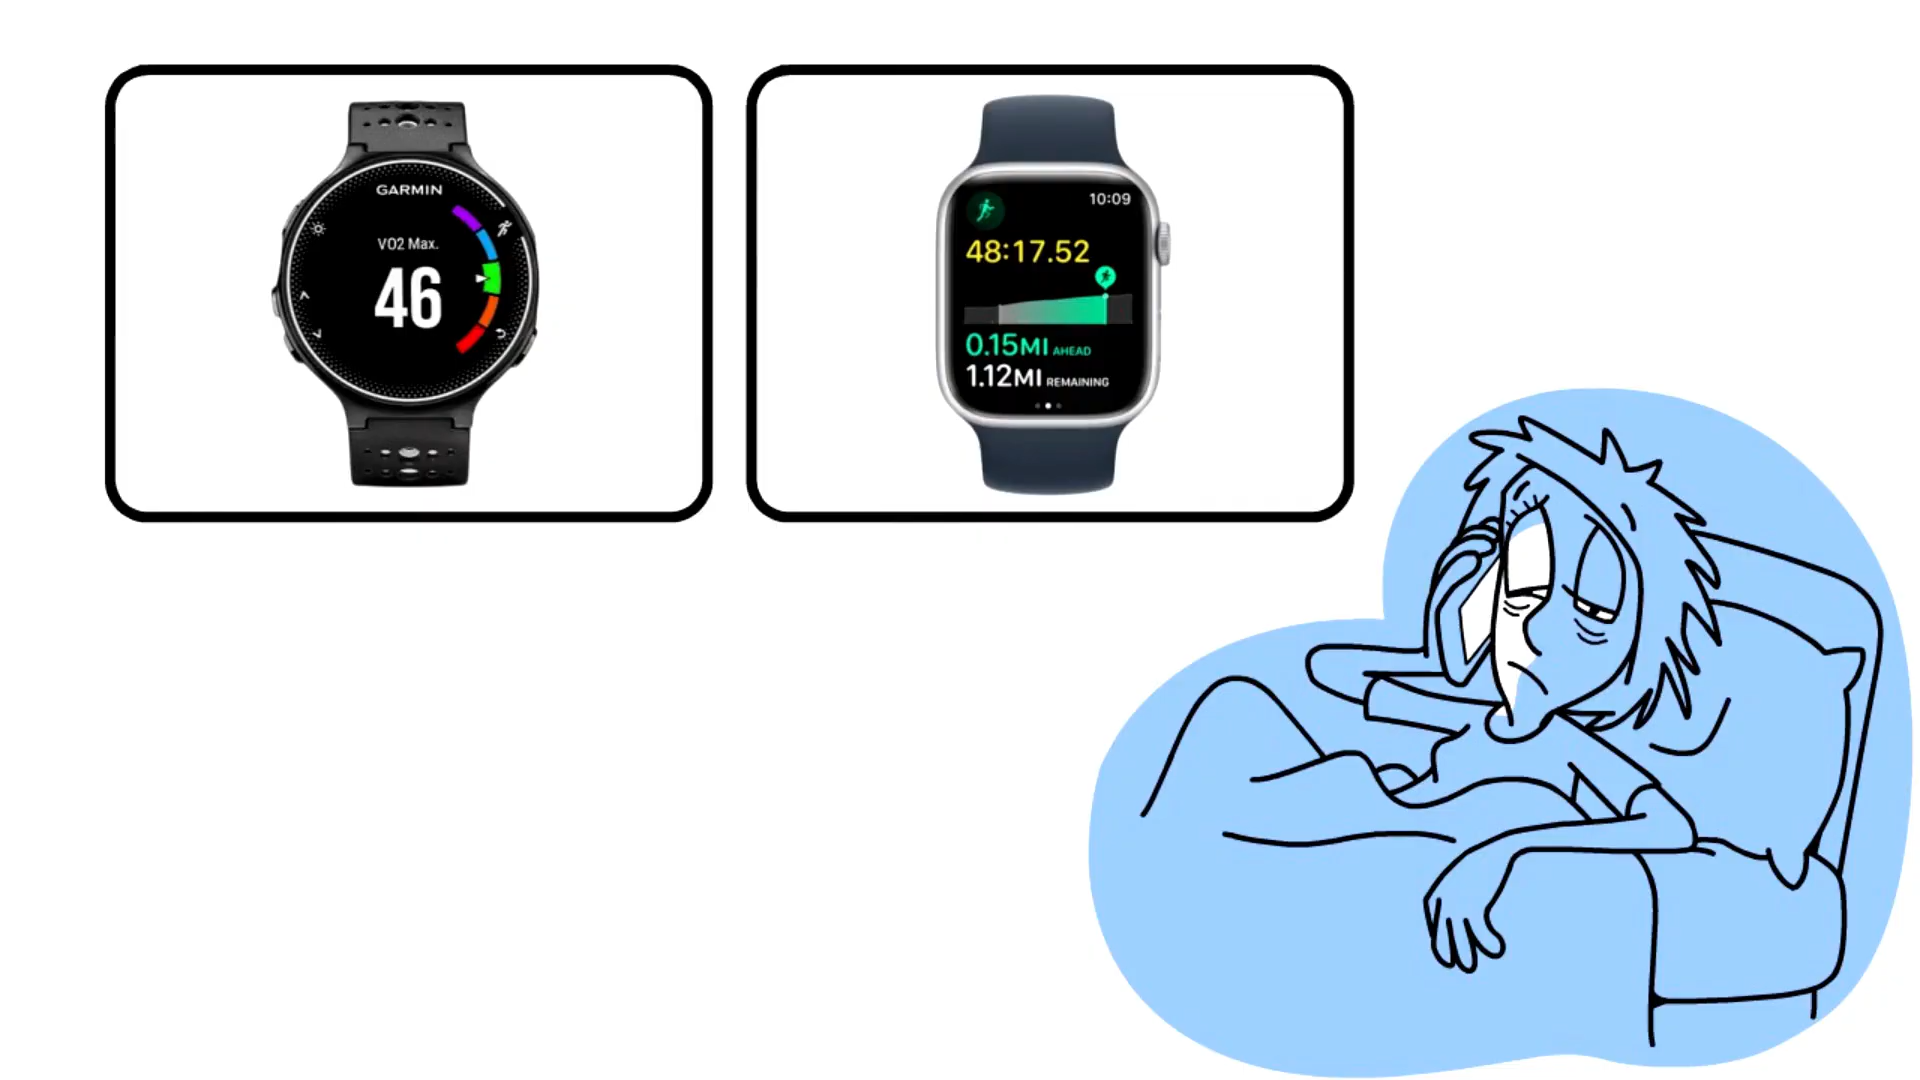 GARMIN
VO2 Max.
46
10:09
48:17.52
0.15MI AHEAD
1.12MI REMAINING